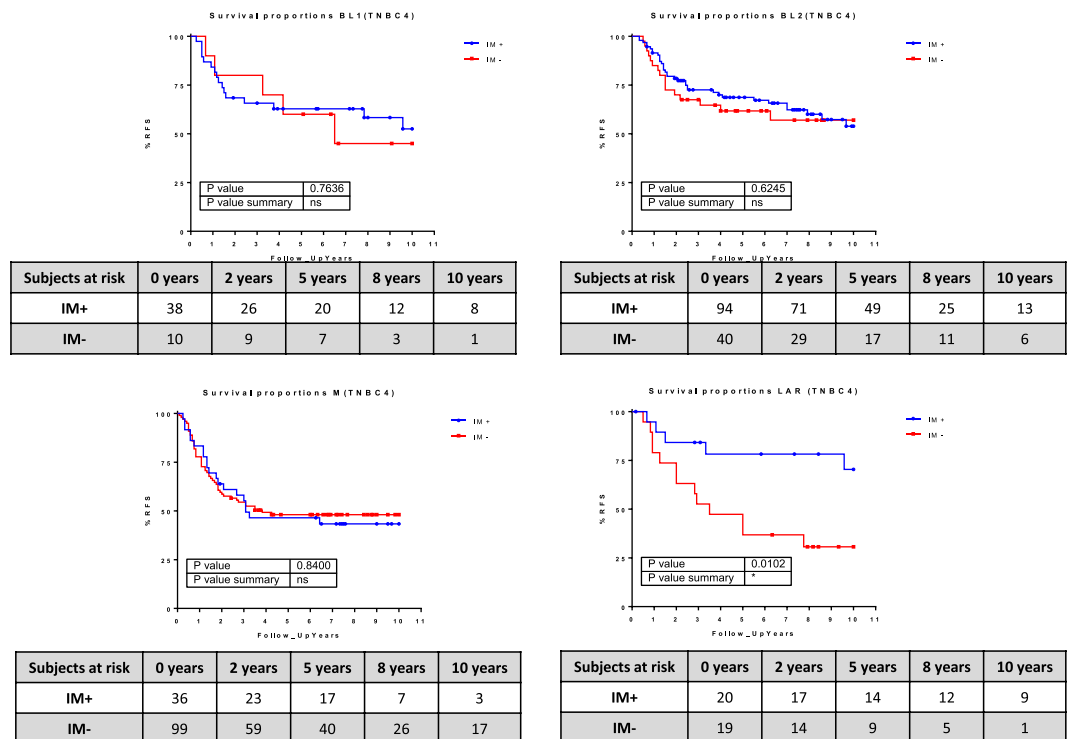 Survival proportions BL1(TNBC4)
100
75
50
25
0
% RFS
0 1 2 3 4 5 6 7 8 9 10 11
Follow_UpYears
IM +
IM -
P value 0.7636
P value summary ns
Subjects at risk 0 years 2 years 5 years 8 years 10 years
IM+ 38 26 20 12 8
IM- 10 9 7 3 1
Survival proportions BL2(TNBC4)
100
75
50
25
0
% RFS
0 1 2 3 4 5 6 7 8 9 10 11
Follow_UpYears
IM +
IM -
P value 0.6245
P value summary ns
Subjects at risk 0 years 2 years 5 years 8 years 10 years
IM+ 94 71 49 25 13
IM- 40 29 17 11 6
Survival proportions M (TNBC4)
100
75
50
25
0
% RFS
0 1 2 3 4 5 6 7 8 9 10 11
Follow_UpYears
IM +
IM -
P value 0.8400
P value summary ns
Subjects at risk 0 years 2 years 5 years 8 years 10 years
IM+ 36 23 17 7 3
IM- 99 59 40 26 17
Survival proportions LAR (TNBC4)
100
75
50
25
0
% RFS
0 1 2 3 4 5 6 7 8 9 10 11
Follow_UpYears
IM +
IM -
P value 0.0102
P value summary *
Subjects at risk 0 years 2 years 5 years 8 years 10 years
IM+ 20 17 14 12 9
IM- 19 14 9 5 1